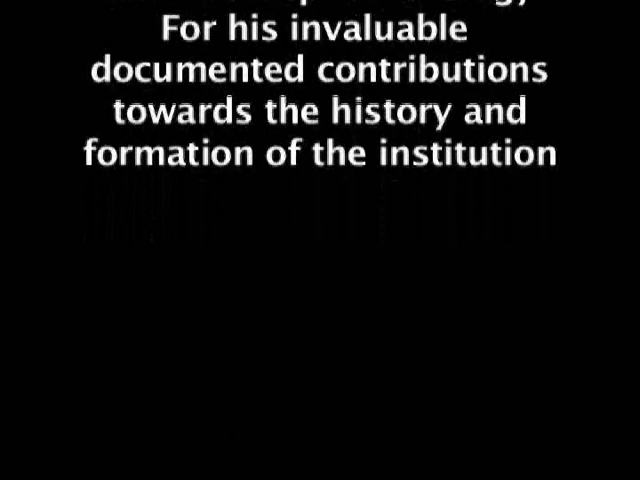 For his invaluable
documented contributions
towards the history and
formation of the institution